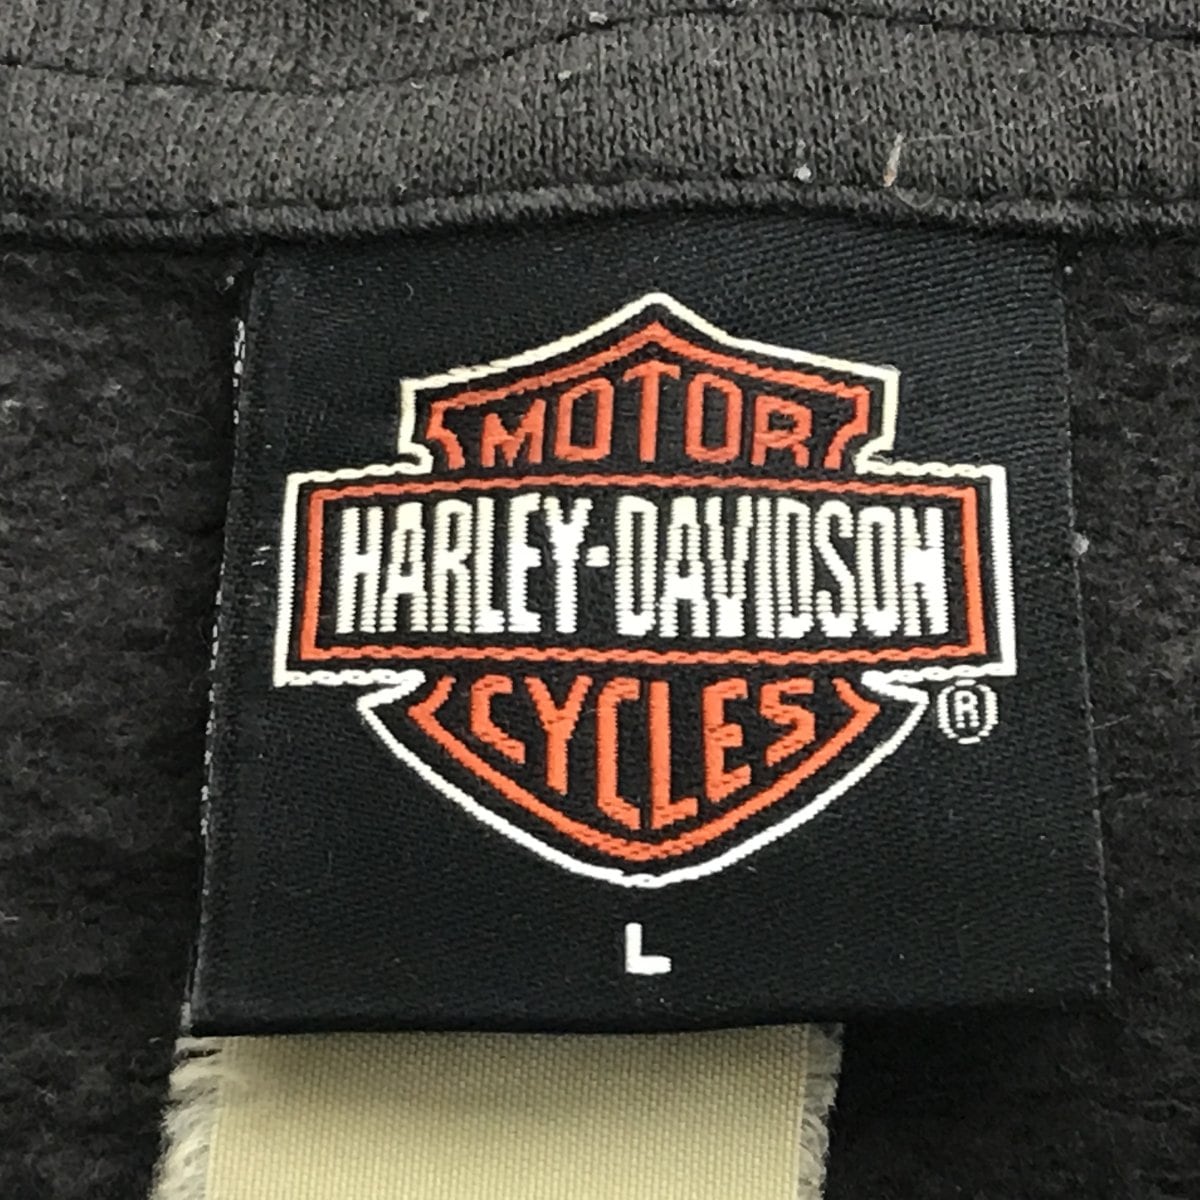 MOTOR
HARLEY-DAVIDSON
CYCLES
®
L